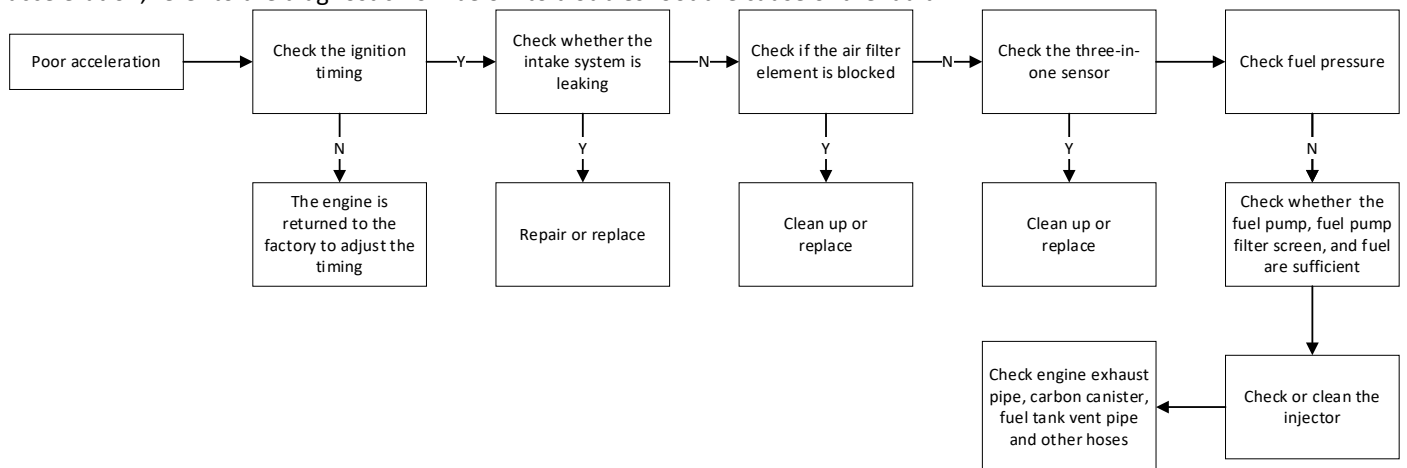 Poor acceleration
Check the ignition
timing
Y
Check whether the
intake system is
leaking
N
Check if the air filter
element is blocked
N
Check the three-in-
one sensor
Check fuel pressure
N
Y
Y
Y
N
The engine is
returned to the
factory to adjust the
timing
Repair or replace
Clean up or
replace
Clean up or
replace
Check whether the
fuel pump, fuel pump
filter screen, and fuel
are sufficient
Check engine exhaust
pipe, carbon canister,
fuel tank vent pipe
and other hoses
Check or clean the
injector